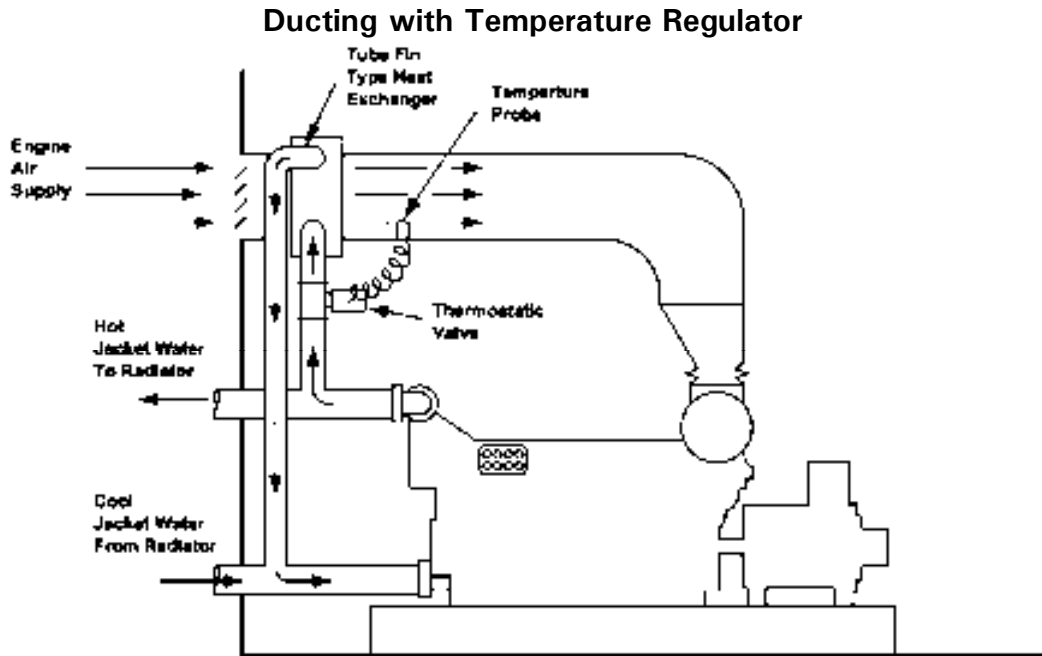 Ducting with Temperature Regulator
Tube Fin
Type Heat
Exchanger
Temperture
Probe
Engine
Air
Supply
Thermostatic
Valve
Hot
Jacket Water
To Radiator
Cool
Jacket Water
From Radiator